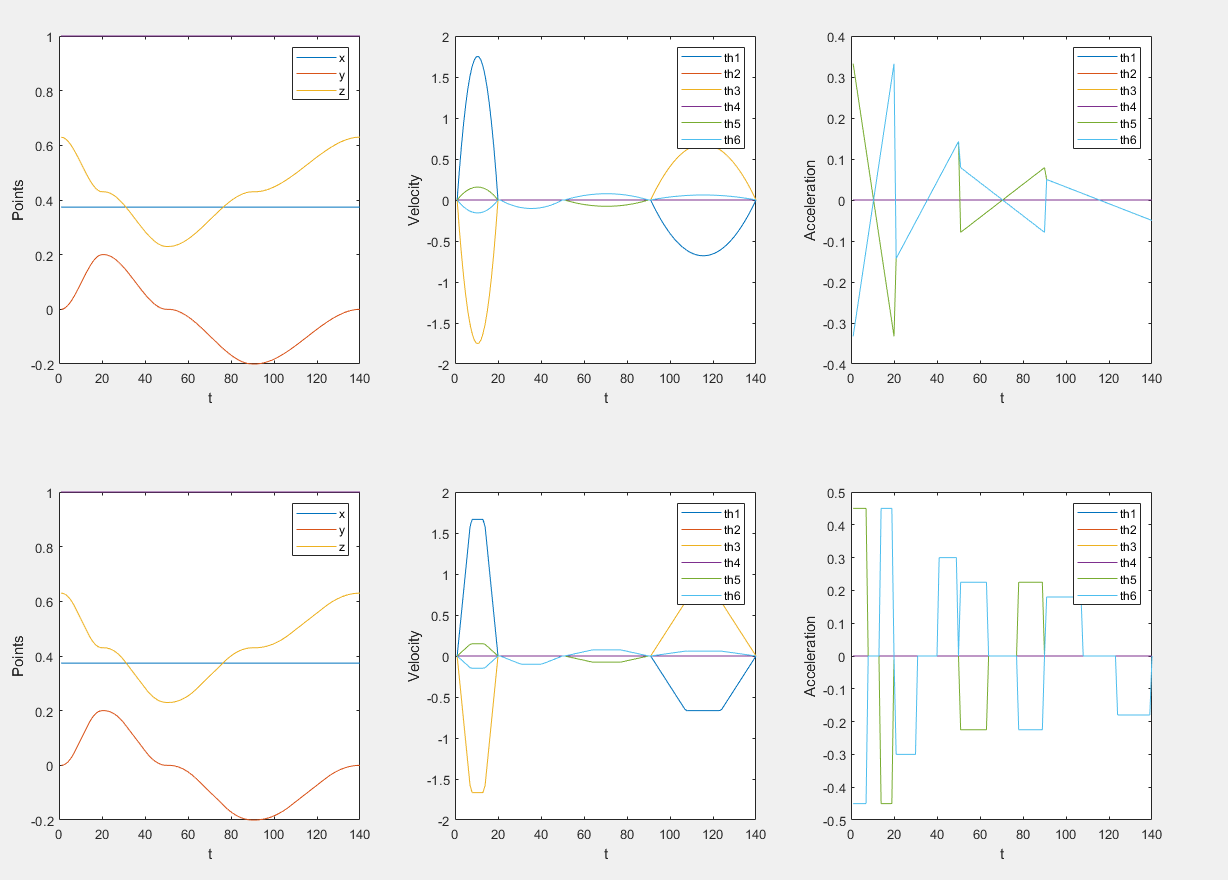 Points
1
0.8
0.6
0.4
0.2
0
-0.2
0 20 40 60 80 100 120 140
t
x
y
z
Velocity
2
1.5
1
0.5
0
-0.5
-1
-1.5
-2
0 20 40 60 80 100 120 140
t
th1
th2
th3
th4
th5
th6
Acceleration
0.4
0.3
0.2
0.1
0
-0.1
-0.2
-0.3
-0.4
0 20 40 60 80 100 120 140
t
th1
th2
th3
th4
th5
th6
Points
1
0.8
0.6
0.4
0.2
0
-0.2
0 20 40 60 80 100 120 140
t
x
y
z
Velocity
2
1.5
1
0.5
0
-0.5
-1
-1.5
-2
0 20 40 60 80 100 120 140
t
th1
th2
th3
th4
th5
th6
Acceleration
0.5
0.4
0.3
0.2
0.1
0
-0.1
-0.2
-0.3
-0.4
-0.5
0 20 40 60 80 100 120 140
t
th1
th2
th3
th4
th5
th6